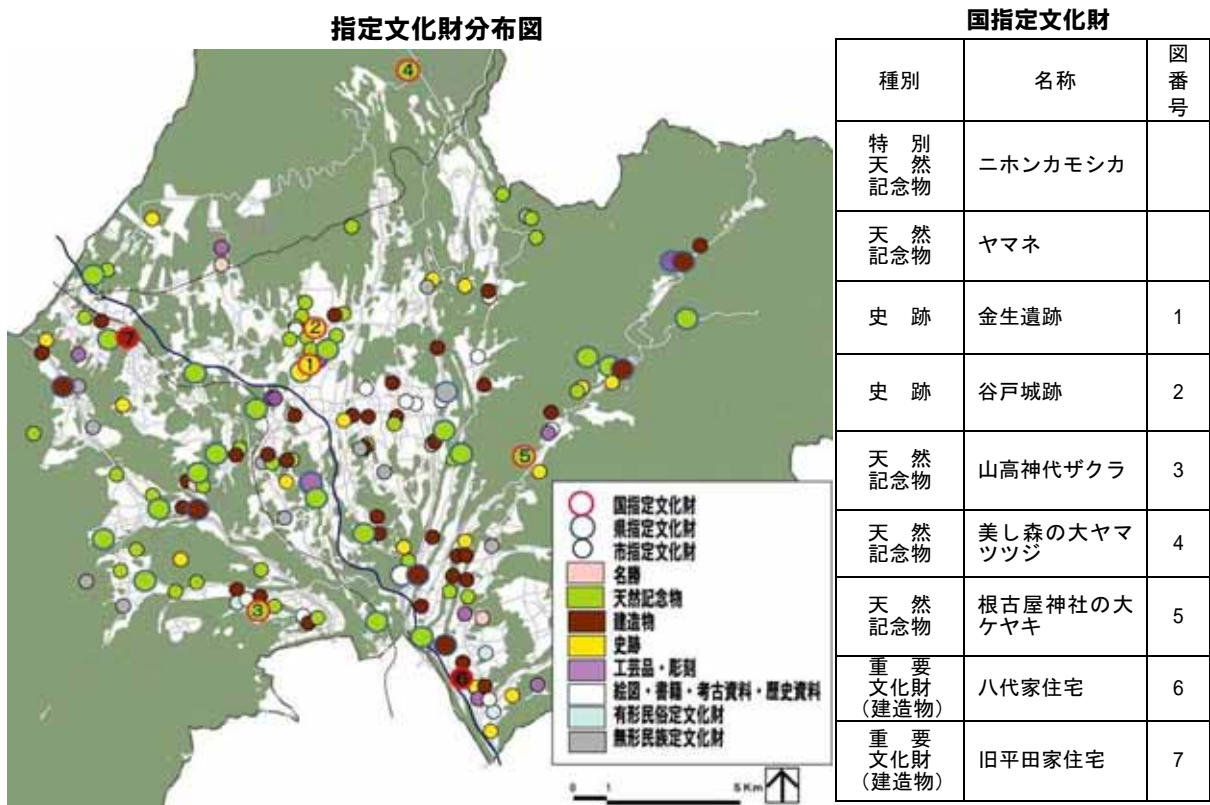 指定文化財分布図
4
2
7
1
5
3
6
国指定文化財
県指定文化財
市指定文化財
名勝
天然記念物
建造物
史跡
工芸品・彫刻
絵図・書籍・考古資料・歴史資料
有形民俗定文化財
無形民族定文化財
0 1 5Km
国指定文化財
種別 名称 図番号
特別天然記念物 ニホンカモシカ
天然記念物 ヤマネ
史跡 金生遺跡 1
史跡 谷戸城跡 2
天然記念物 山高神代ザクラ 3
天然記念物 美し森の大ヤマツツジ 4
天然記念物 根古屋神社の大ケヤキ 5
重要文化財(建造物) 八代家住宅 6
重要文化財(建造物) 旧平田家住宅 7